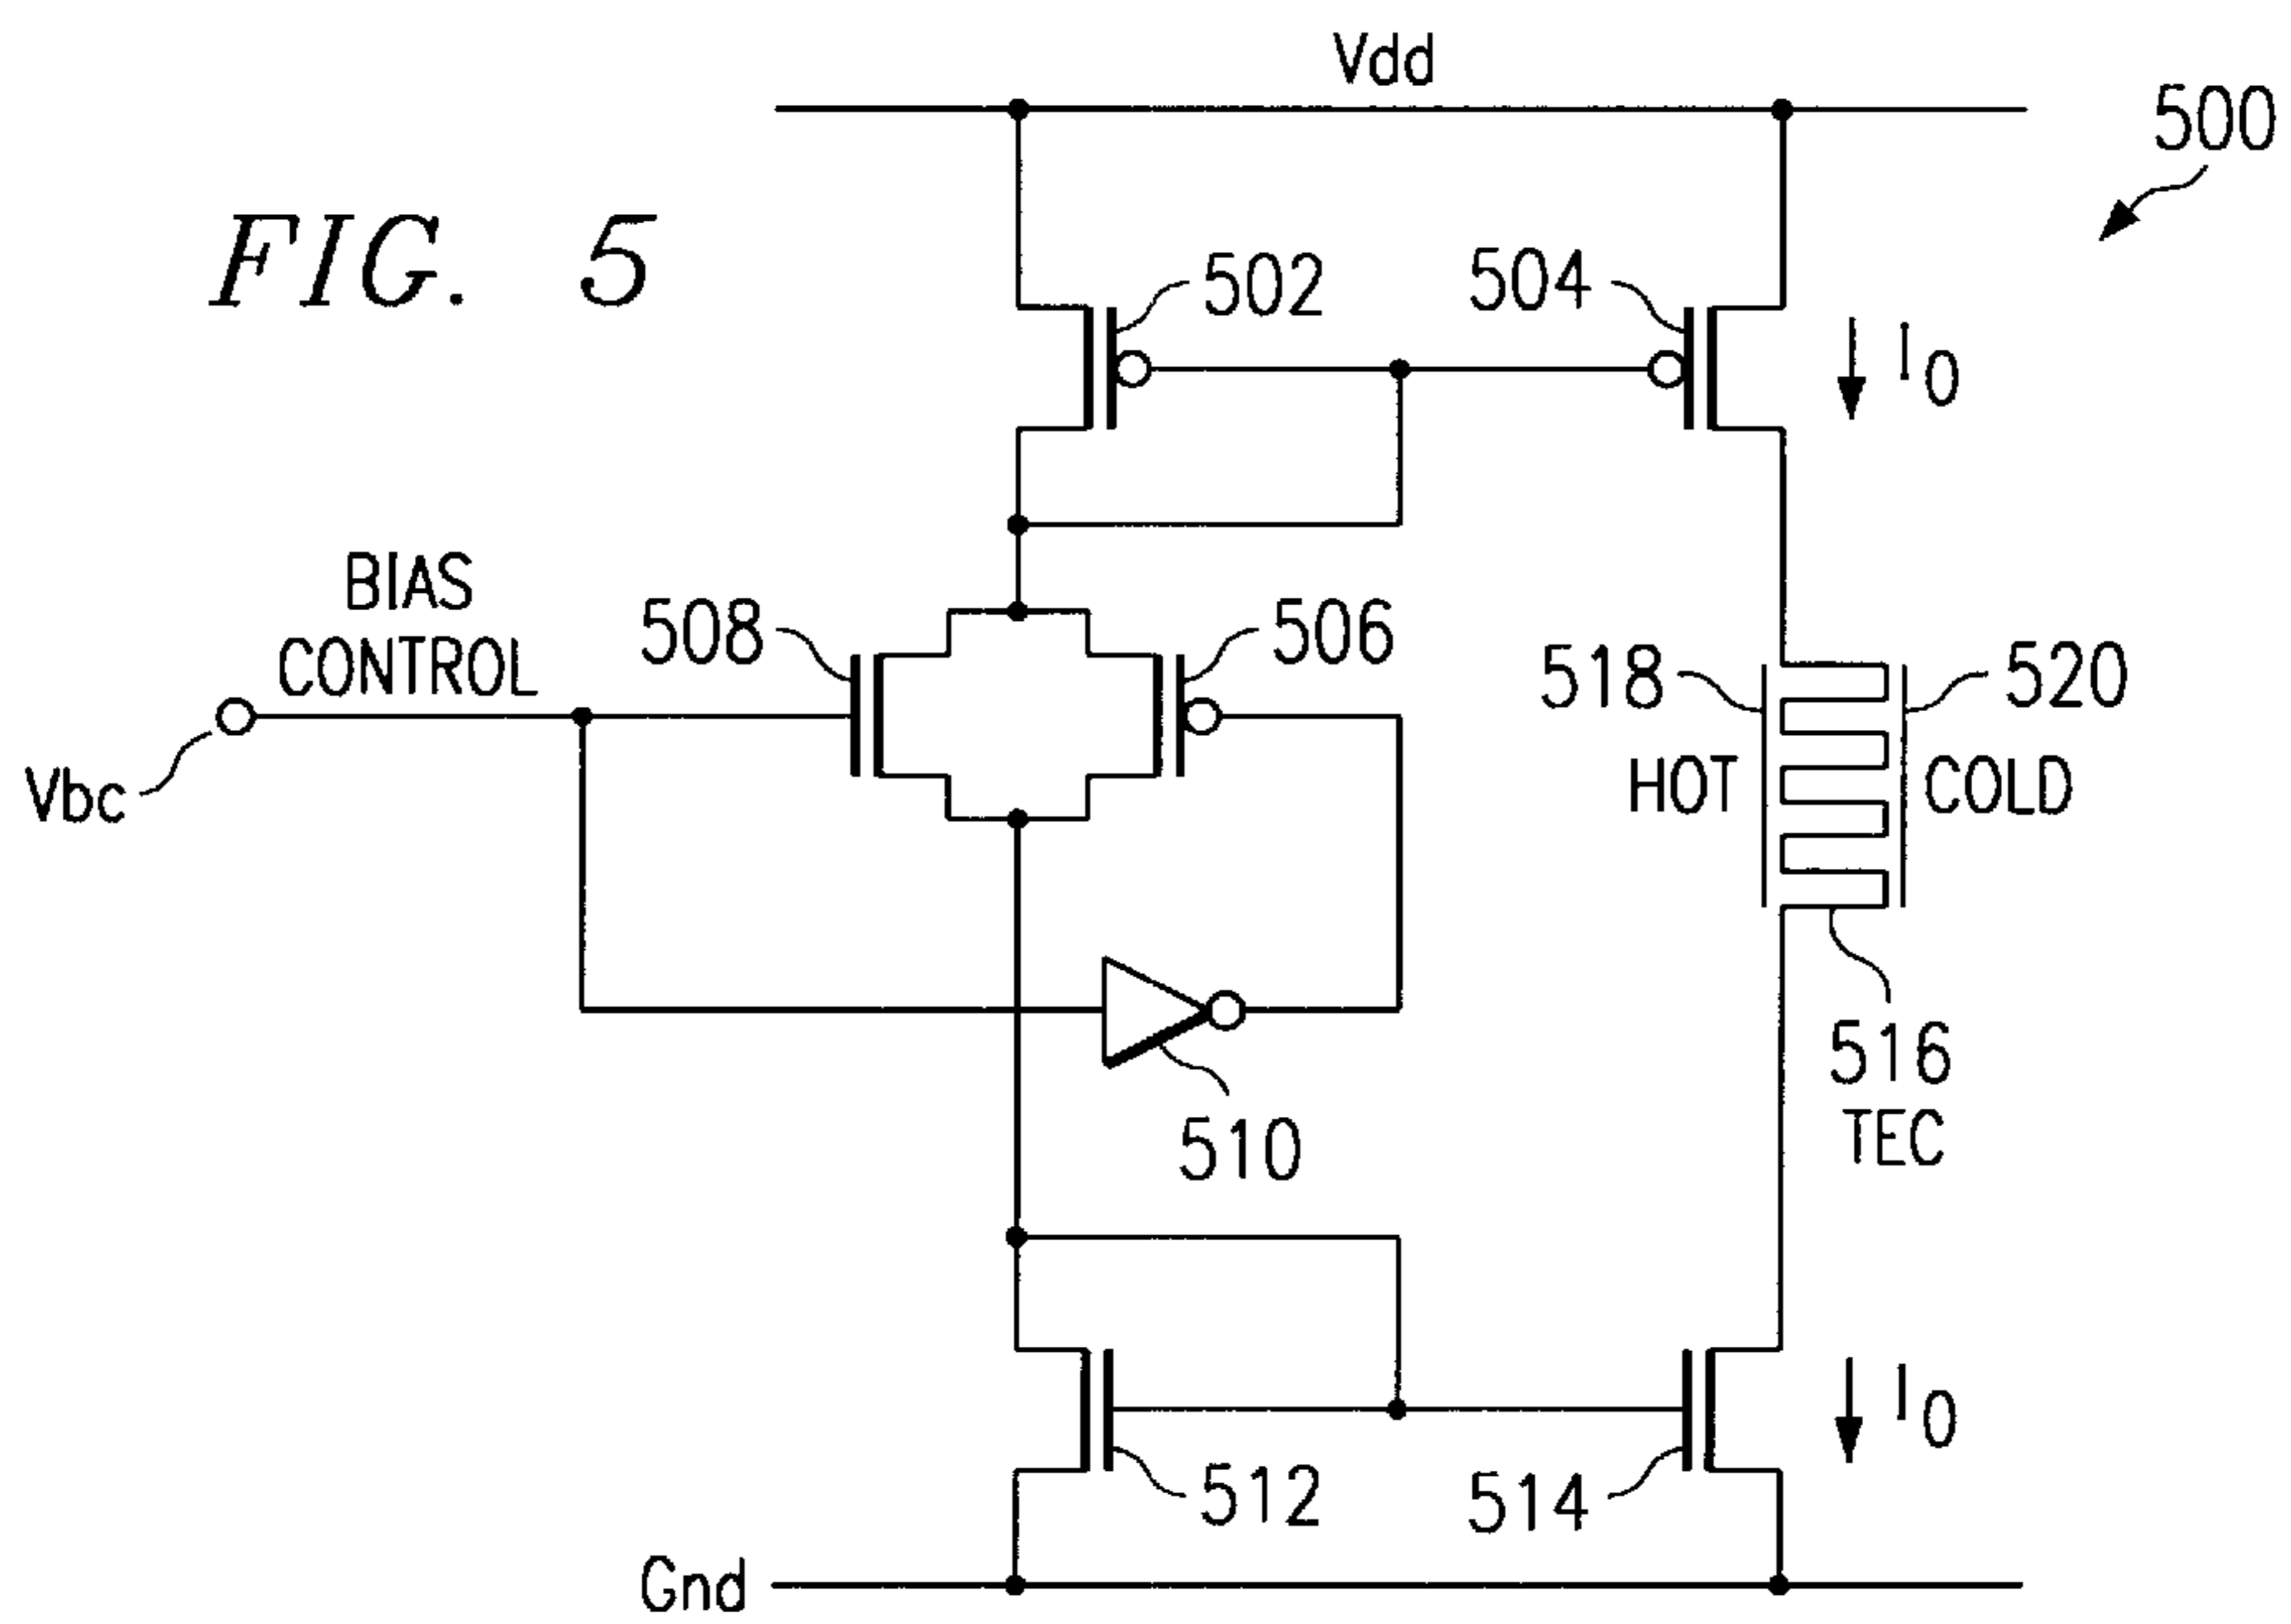 Vdd
500
FIG. 5
502
504
I0
BIAS
CONTROL
508
506
518
520
HOT
COLD
Vbc
516
TEC
510
512
514
I0
Gnd